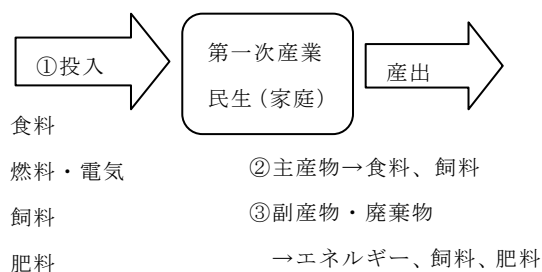 ①投入
第一次産業
民生（家庭）
産出
食料
燃料・電気
飼料
肥料
②主産物→食料、飼料
③副産物・廃棄物
→エネルギー、飼料、肥料